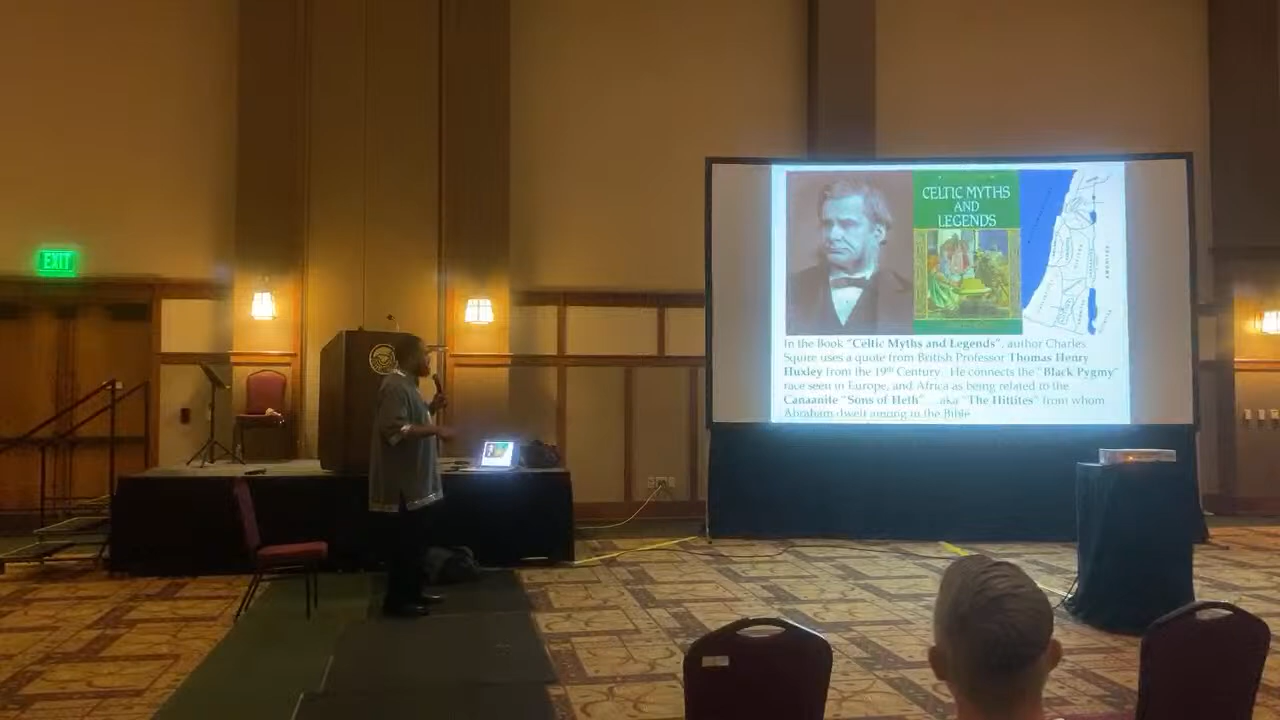 EXIT
CELTIC MYTHS
AND
LEGENDS
In the Book "Celtic Myths and Legends", author Charles
Squire uses a quote from British Professor Thomas Henry
Huxley from the 19th Century. He connects the "Black Pygmy"
race seen in Europe, and Africa as being related to the
Canaanite "Sons of Heth" ...aka "The Hittites" from whom
Abraham dwelt among in the Bible